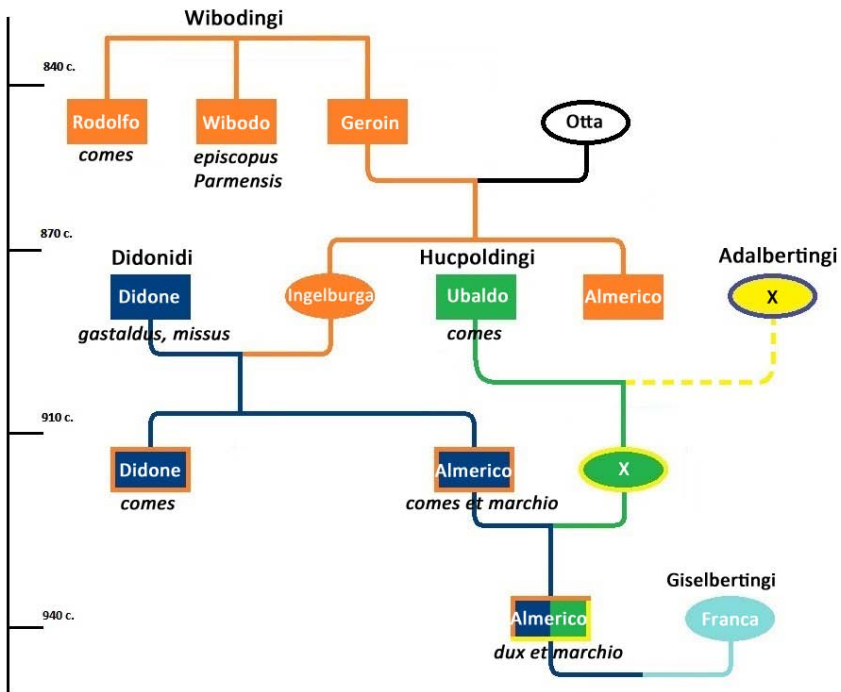 Wibodingi
840 c.
Rodolfo
Wibodo
Geroin
Otta
comes
episcopus
Parmensis
870 c.
Didonidi
Hucpoldingi
Adalbertingi
Didone
Ingelburga
Ubaldo
Almerico
X
gastaldus, missus
comes
910 c.
Didone
Almerico
X
comes
comes et marchio
Giselbertingi
940 c.
Almerico
Franca
dux et marchio